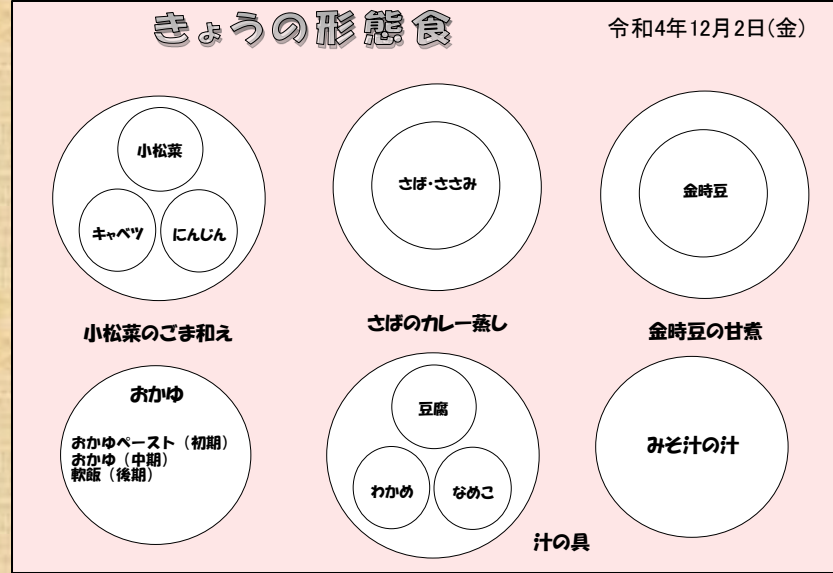 きょうの形態食
令和4年12月2日(金)
小松菜
キャベツ
にんじん
小松菜のごま和え
さば・ささみ
さばのカレー蒸し
金時豆
金時豆の甘煮
おかゆ
おかゆペースト（初期）
おかゆ（中期）
軟飯（後期）
豆腐
わかめ
なめこ
汁の具
みそ汁の汁